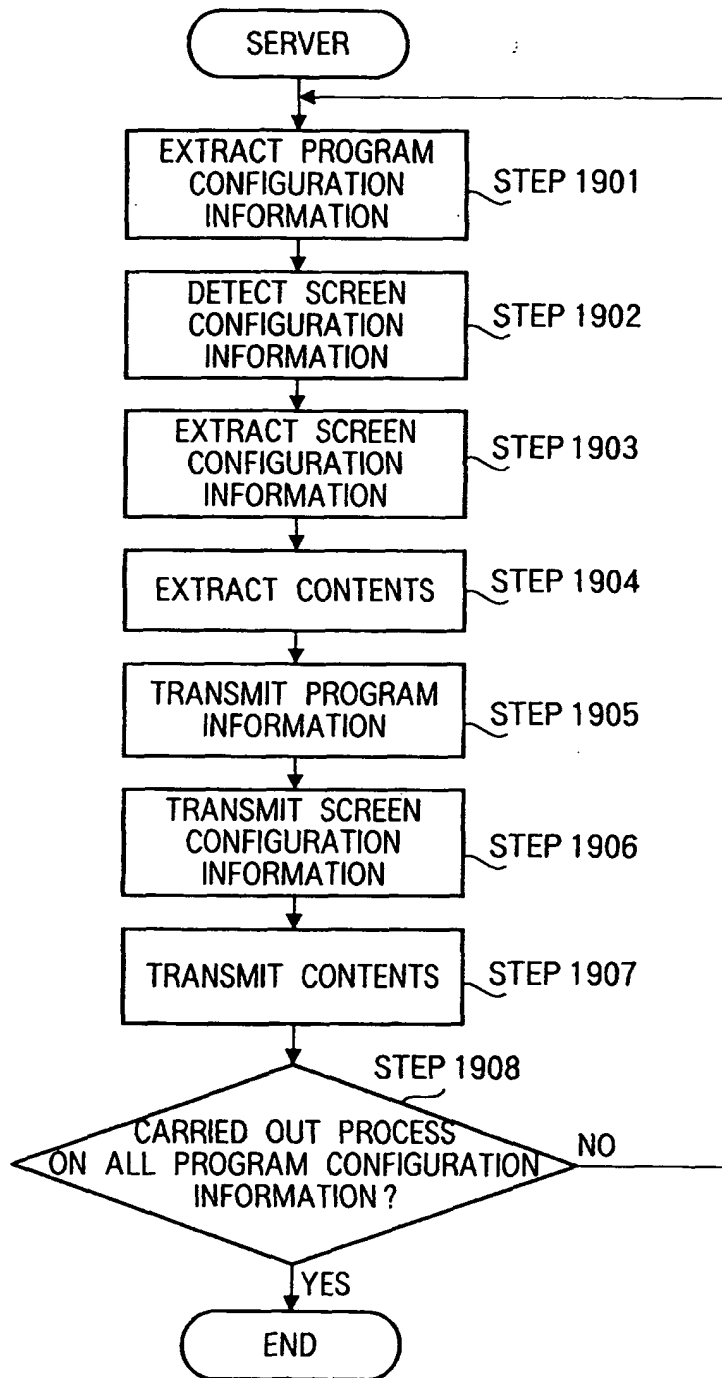 SERVER
EXTRACT PROGRAM
CONFIGURATION
INFORMATION
STEP 1901
DETECT SCREEN
CONFIGURATION
INFORMATION
STEP 1902
EXTRACT SCREEN
CONFIGURATION
INFORMATION
STEP 1903
EXTRACT CONTENTS
STEP 1904
TRANSMIT PROGRAM
INFORMATION
STEP 1905
TRANSMIT SCREEN
CONFIGURATION
INFORMATION
STEP 1906
TRANSMIT CONTENTS
STEP 1907
STEP 1908
CARRIED OUT PROCESS
ON ALL PROGRAM CONFIGURATION
INFORMATION?
NO
YES
END